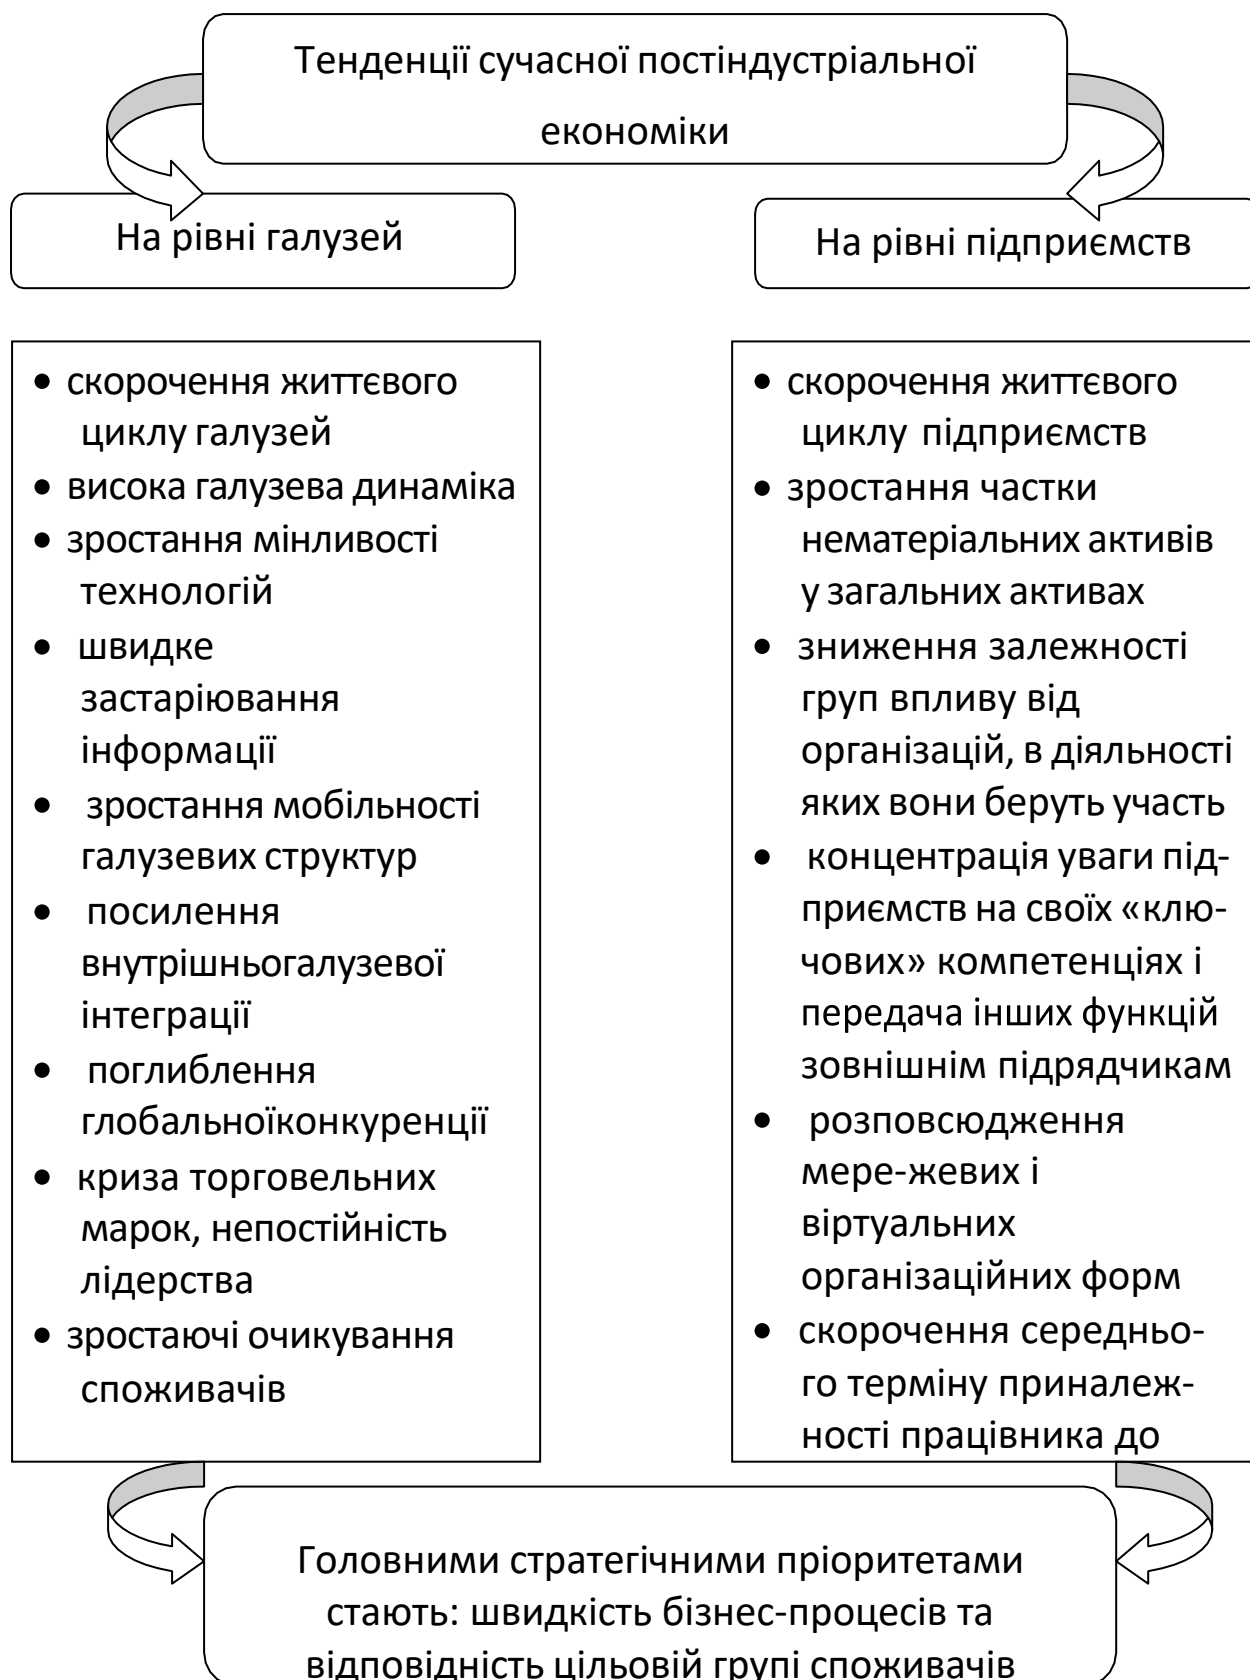 Тенденції сучасної постіндустріальної
економіки
На рівні галузей
На рівні підприємств
• скорочення життєвого
циклу галузей
• висока галузева динаміка
• зростання мінливості
технологій
• швидке
застаріювання
інформації
• зростання мобільності
галузевих структур
• посилення
внутрішньогалузевої
інтеграції
• поглиблення
глобальноїконкуренції
• криза торговельних
марок, непостійність
лідерства
• зростаючі очикування
споживачів
• скорочення життєвого
циклу підприємств
• зростання частки
нематеріальних активів
у загальних активах
• зниження залежності
груп впливу від
організацій, в діяльності
яких вони беруть участь
• концентрація уваги під-
приємств на своїх «клю-
чових» компетенціях і
передача інших функцій
зовнішнім підрядчикам
• розповсюдження
мере-жевих і
віртуальних
організаційних форм
• скорочення середньо-
го терміну приналеж-
ності працівника до
Головними стратегічними пріоритетами
стають: швидкість бізнес-процесів та
відповідність цільовій групі споживачів